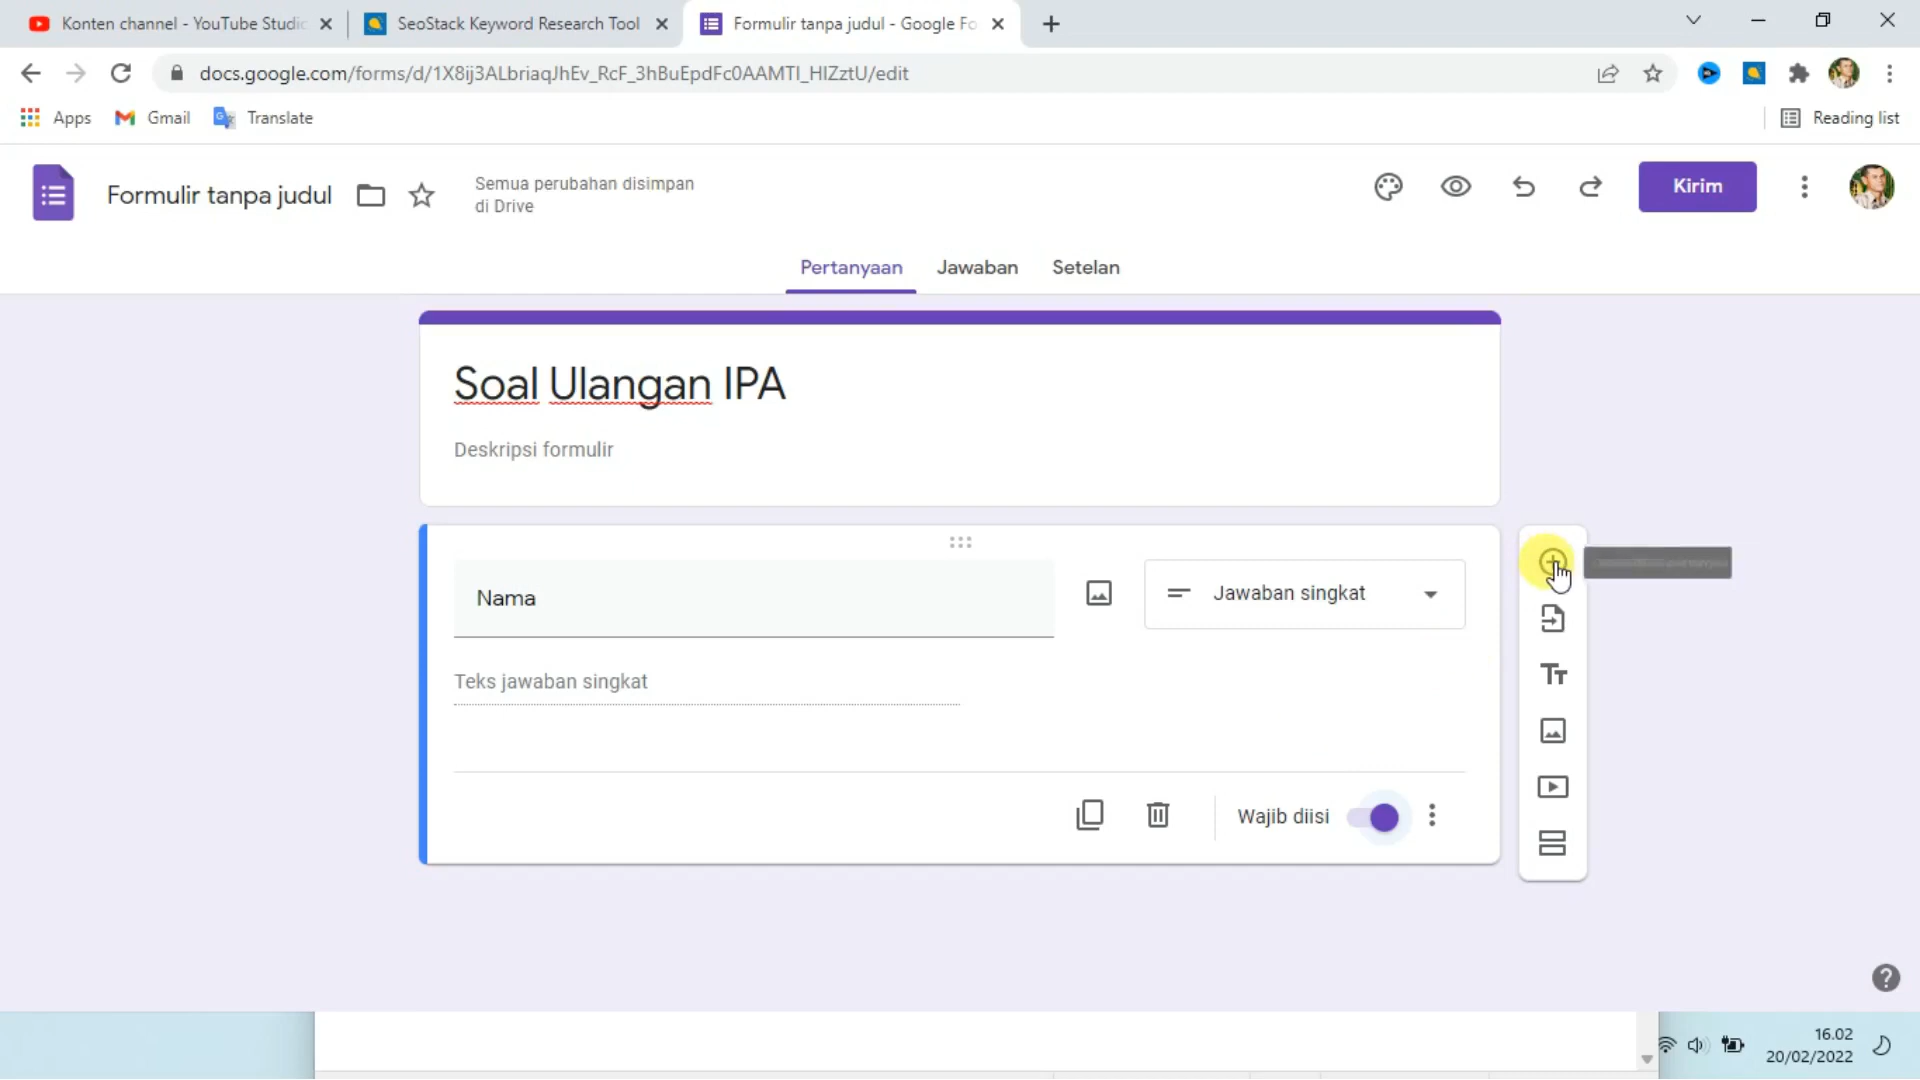 Konten channel - YouTube Studio
SeoStack Keyword Research Tool
Formulir tanpa judul - Google Fo
docs.google.com/forms/d/1X8ij3ALbriaqJhEv_RcF_3hBuEpdFc0AAMTl_HIZztU/edit
Apps
Gmail
Translate
Reading list
Formulir tanpa judul
Semua perubahan disimpan
di Drive
Kirim
Pertanyaan
Jawaban
Setelan
Soal Ulangan IPA
Deskripsi formulir
Nama
Jawaban singkat
Teks jawaban singkat
Wajib diisi
16.02
20/02/2022